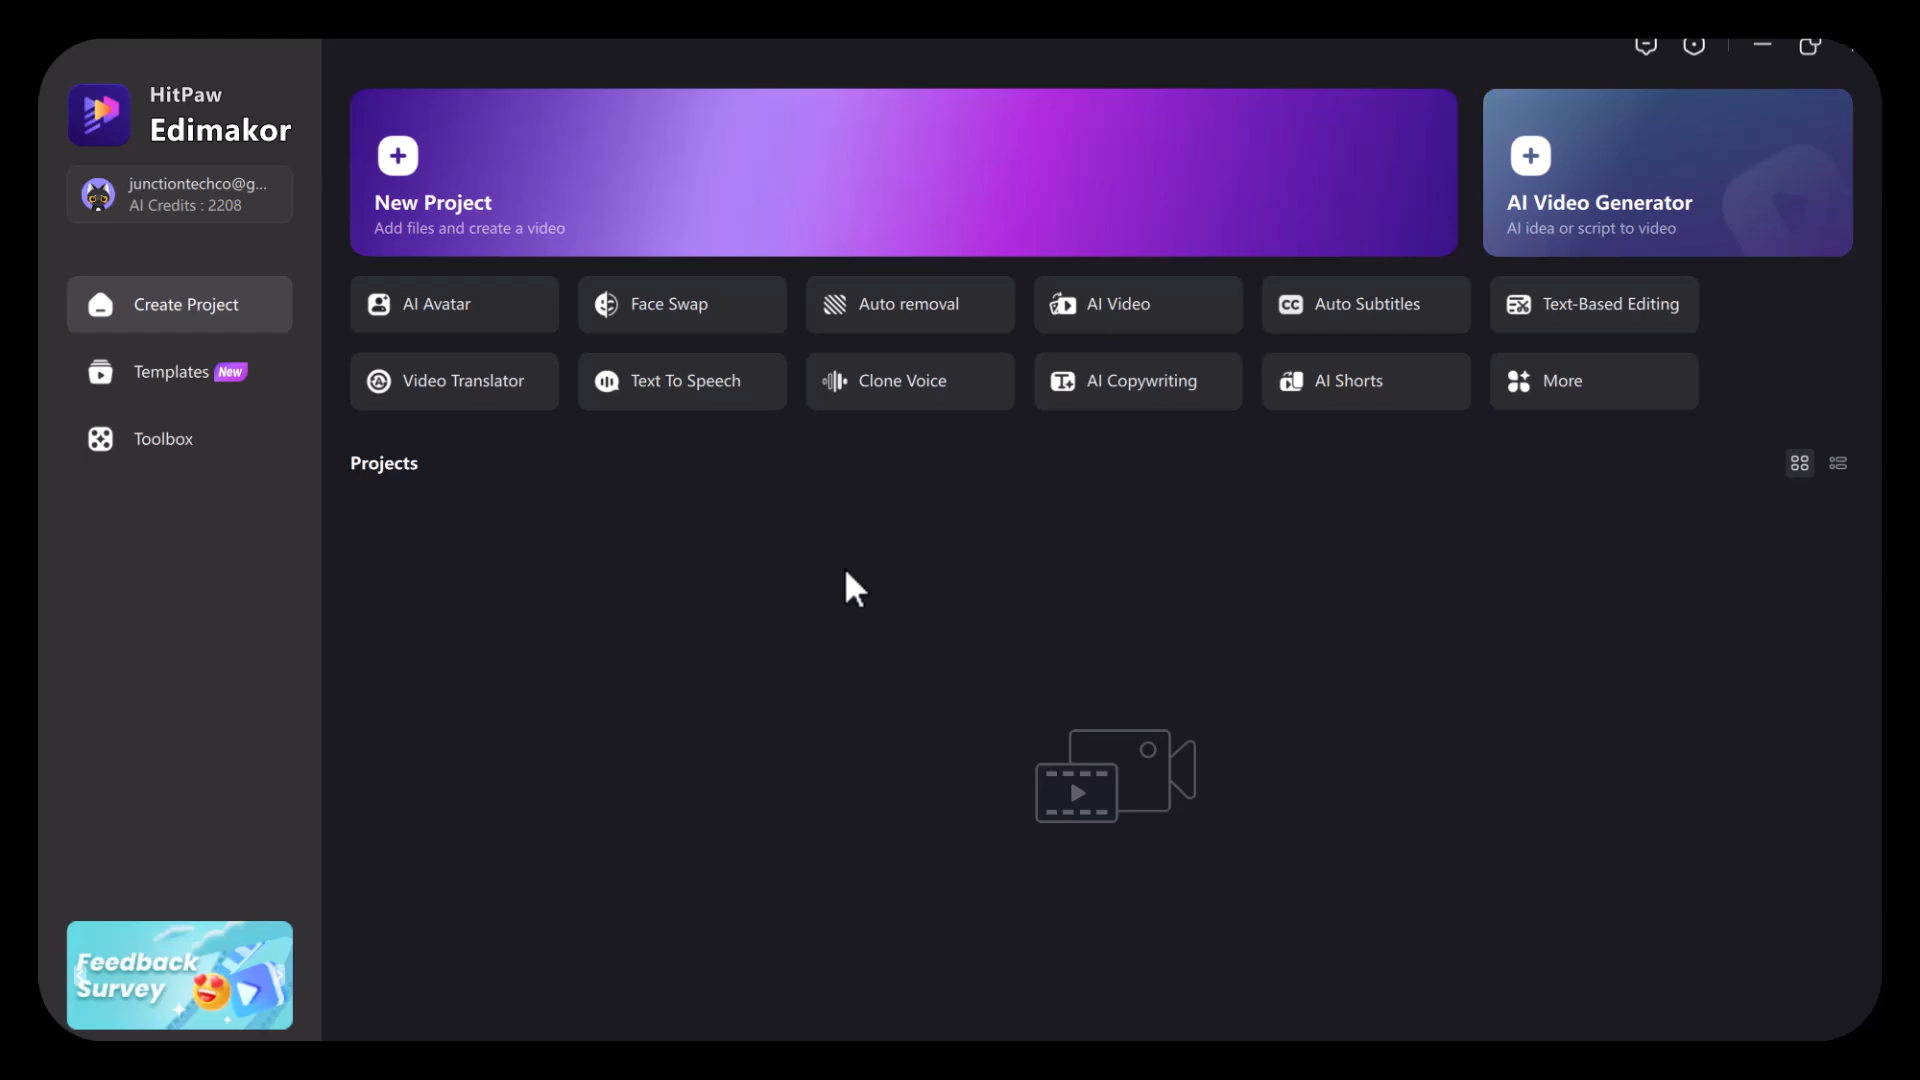 HitPaw
Edimakor
junctiontechco@g...
AI Credits : 2208
Create Project
Templates New
Toolbox
Feedback
Survey
New Project
Add files and create a video
AI Video Generator
AI idea or script to video
AI Avatar
Face Swap
Auto removal
AI Video
CC Auto Subtitles
Text-Based Editing
Video Translator
Text To Speech
Clone Voice
AI Copywriting
AI Shorts
More
Projects